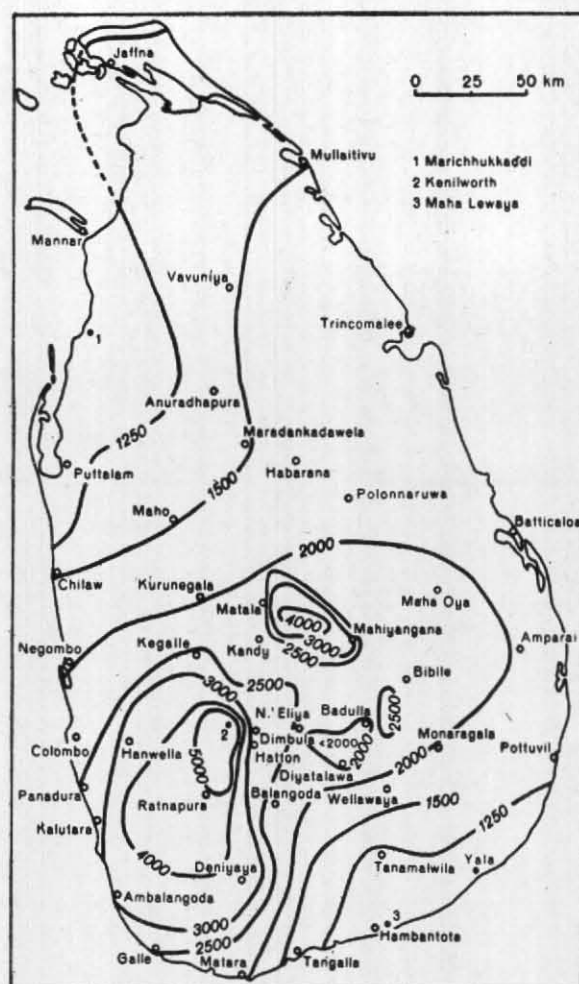 Jaffna
0 25 50 km
Mullaitivu
1 Marichhukkaddi
2 Kenilworth
3 Maha Lewaya
Mannar
Vavuniya
Trincomalee
1
Anuradhapura
1250
Maradankadawela
Puttalam
Habarana
1500
Polonnaruwa
Maho
Batticaloa
2000
Chilaw
Kurunegala
Matale
Maha Oya
4000
Negombo
3000
Mahiyangana
Kegalle
Kandy
2500
Amparai
3000
2500
Bibile
N.'Eliya
Badulla
2500
2
Colombo
Hanwella
Dimbula
<2000
2000
Monaragala
Hatton
Pottuvil
5000
Diyatalawa
2000
Panadura
Ratnapura
Balangoda
Wellawaya
1500
Kalutara
1250
4000
Deniyaya
Tanamalwila
Yala
Ambalangoda
3000
3
2500
Hambantota
Galle
Matara
Tangalla